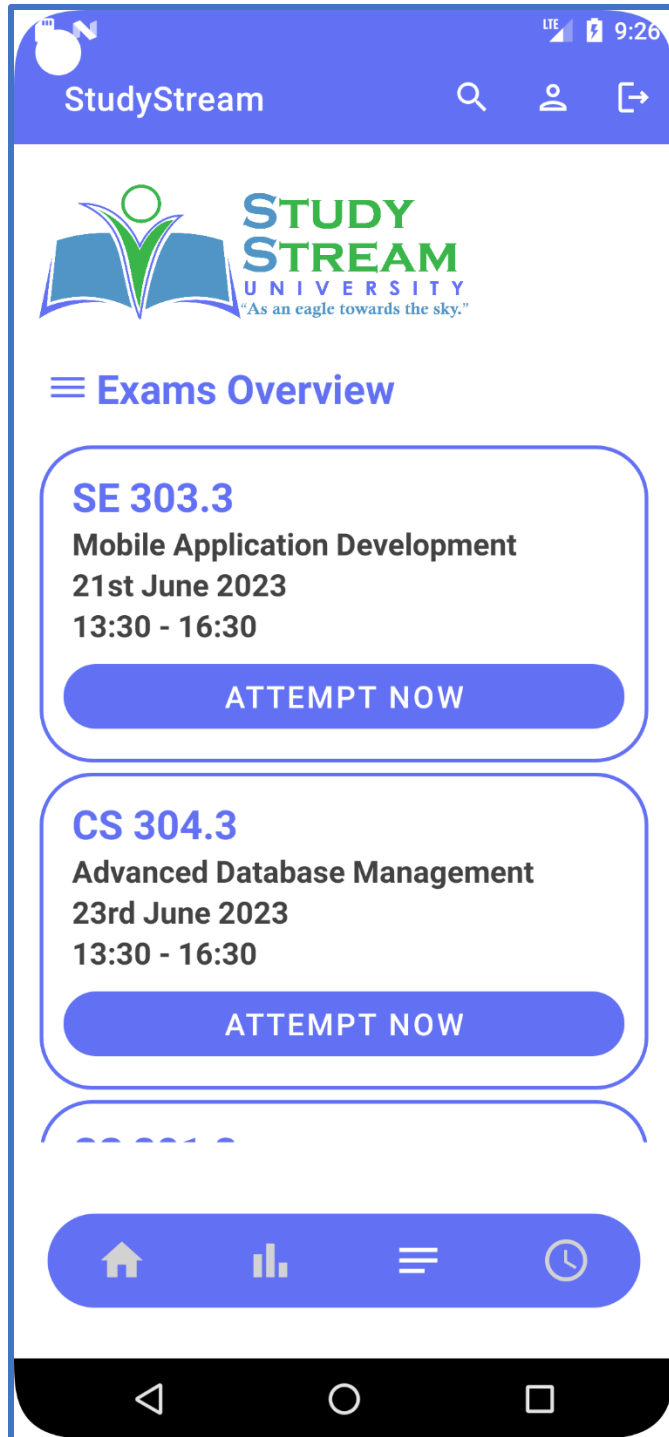 LTE 9:26
StudyStream
STUDY
STREAM
UNIVERSITY
“As an eagle towards the sky.”
Exams Overview
SE 303.3
Mobile Application Development
21st June 2023
13:30 - 16:30
ATTEMPT NOW
CS 304.3
Advanced Database Management
23rd June 2023
13:30 - 16:30
ATTEMPT NOW